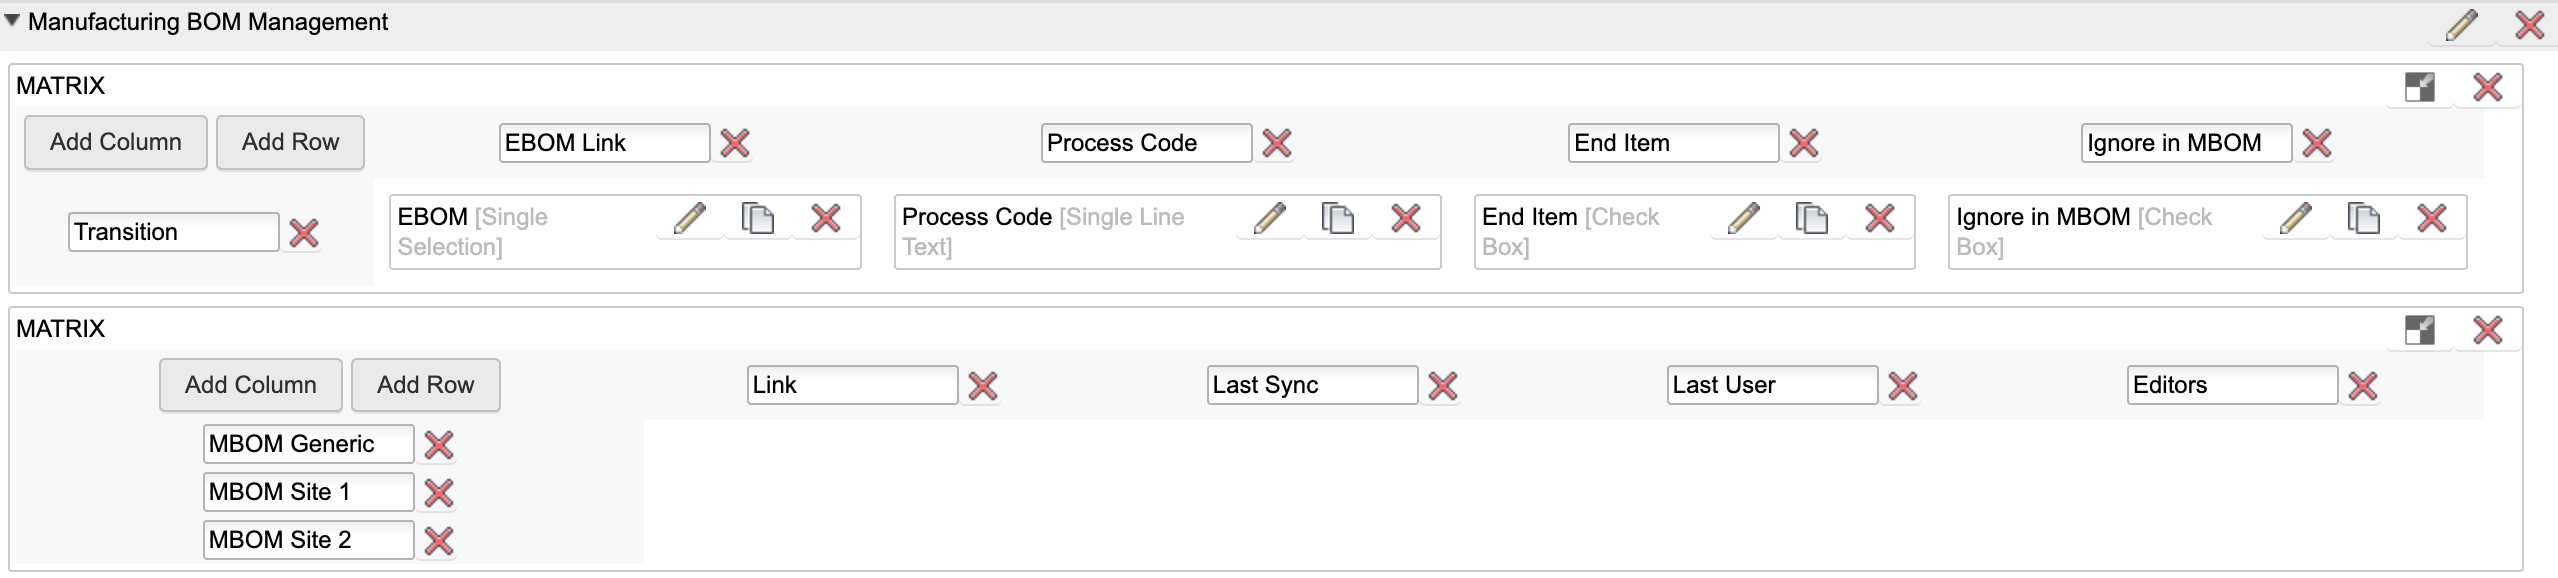 Manufacturing BOM Management
MATRIX
Add Column Add Row EBOM Link Process Code End Item Ignore in MBOM
Transition EBOM [Single Process Code [Single Line End Item [Check Ignore in MBOM [Check
Selection] Text] Box] Box]
MATRIX
Add Column Add Row Link Last Sync Last User Editors
MBOM Generic
MBOM Site 1
MBOM Site 2